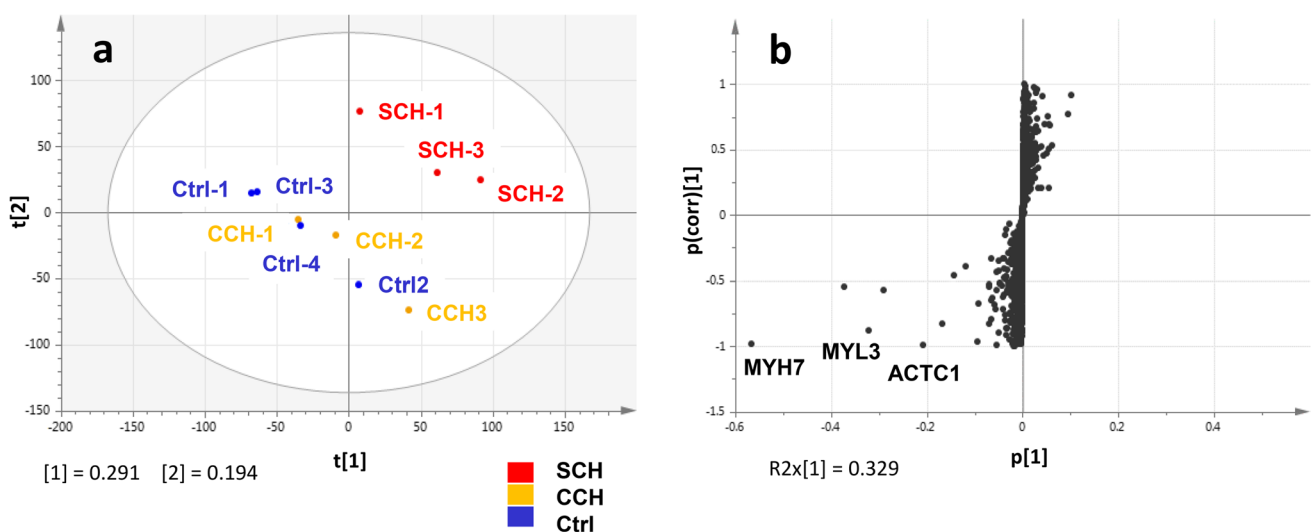 a
SCH-1
SCH-3
SCH-2
Ctrl-1
Ctrl-3
CCH-1
CCH-2
Ctrl-4
Ctrl2
CCH3
100
50
0
-50
-100
-150
t[2]
-200
-150
-100
-50
0
50
100
150
t[1]
[1] = 0.291 [2] = 0.194
SCH
CCH
Ctrl
b
1
0.5
0
-0.5
-1
-1.5
p(corr)[1]
MYH7
MYL3
ACTC1
-0.6
-0.4
-0.2
0
0.2
0.4
p[1]
R2x[1] = 0.329